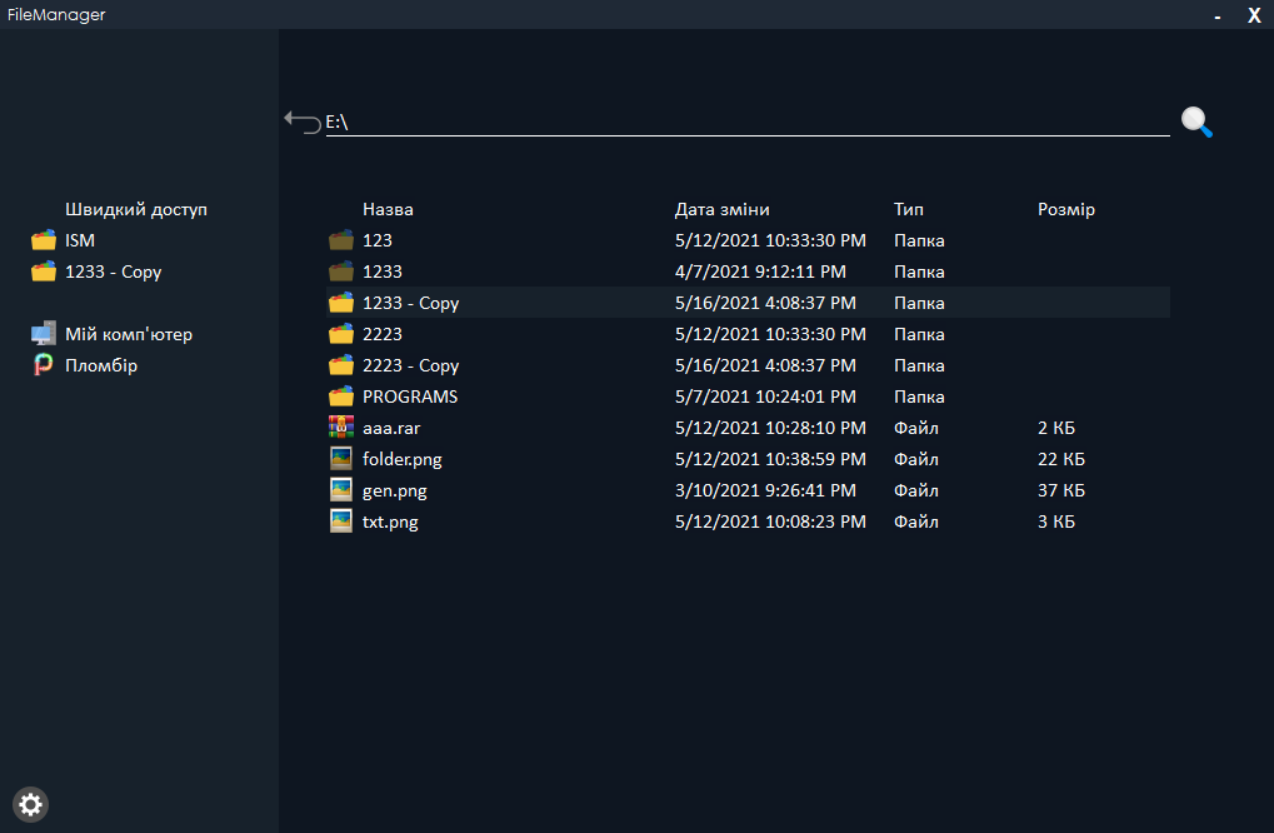 FileManager - X
E:\
Швидкий доступ
ISM
1233 - Copy
Мій комп'ютер
Пломбір
Назва Дата зміни Тип Розмір
123 5/12/2021 10:33:30 PM Папка
1233 4/7/2021 9:12:11 PM Папка
1233 - Copy 5/16/2021 4:08:37 PM Папка
2223 5/12/2021 10:33:30 PM Папка
2223 - Copy 5/16/2021 4:08:37 PM Папка
PROGRAMS 5/7/2021 10:24:01 PM Папка
aaa.rar 5/12/2021 10:28:10 PM Файл 2 КБ
folder.png 5/12/2021 10:38:59 PM Файл 22 КБ
gen.png 3/10/2021 9:26:41 PM Файл 37 КБ
txt.png 5/12/2021 10:08:23 PM Файл 3 КБ